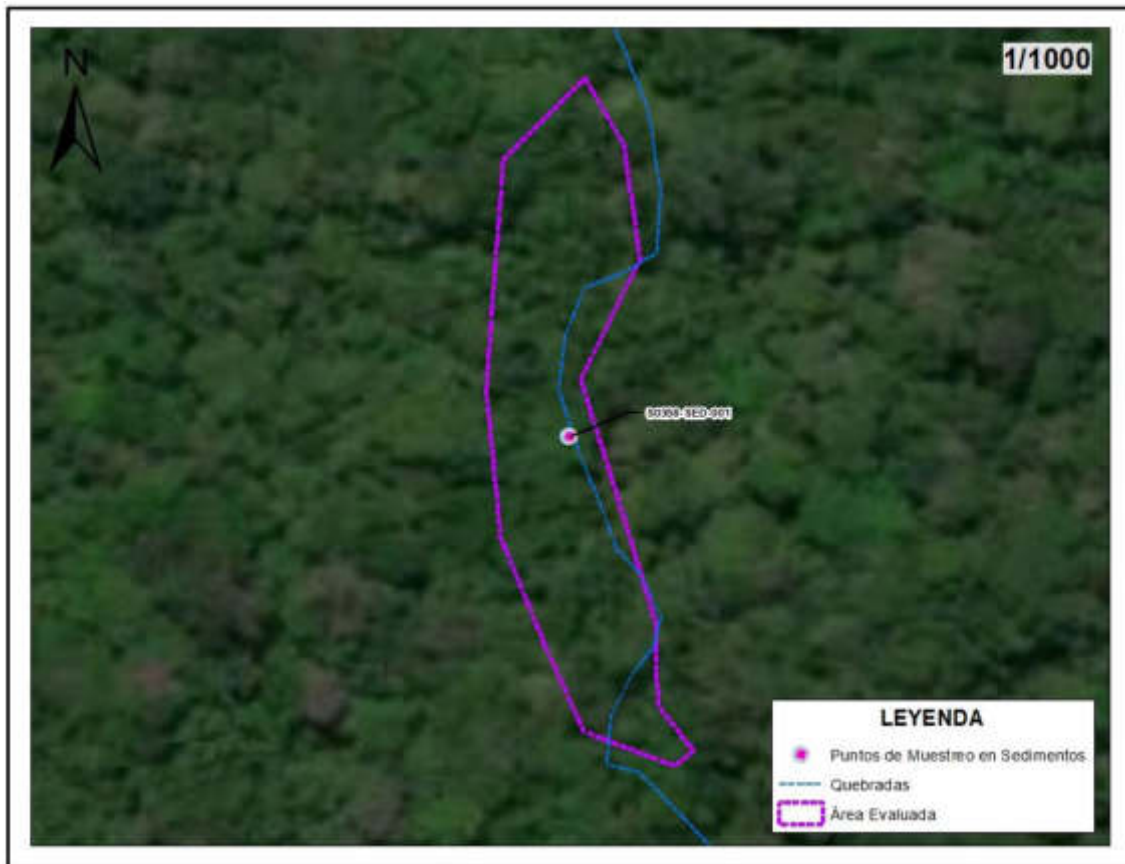 N
1/1000
LEYENDA
Puntos de Muestreo en Sedimentos
Quebradas
Área Evaluada